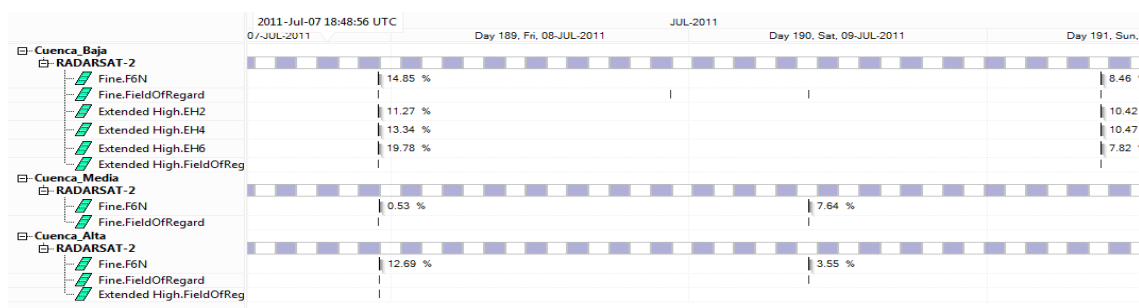 2011-Jul-07 18:48:56 UTC
JUL-2011
07-JUL-2011 Day 189, Fri, 08-JUL-2011 Day 190, Sat, 09-JUL-2011 Day 191, Sun,
Cuenca_Baja
RADARSAT-2
Fine.F6N 14.85 % 8.46
Fine.FieldOfRegard
Extended High.EH2 11.27 % 10.42
Extended High.EH4 13.34 % 10.47
Extended High.EH6 19.78 % 7.82
Extended High.FieldOfReg
Cuenca_Media
RADARSAT-2
Fine.F6N 0.53 % 7.64 %
Fine.FieldOfRegard
Cuenca_Alta
RADARSAT-2
Fine.F6N 12.69 % 3.55 %
Fine.FieldOfRegard
Extended High.FieldOfReg